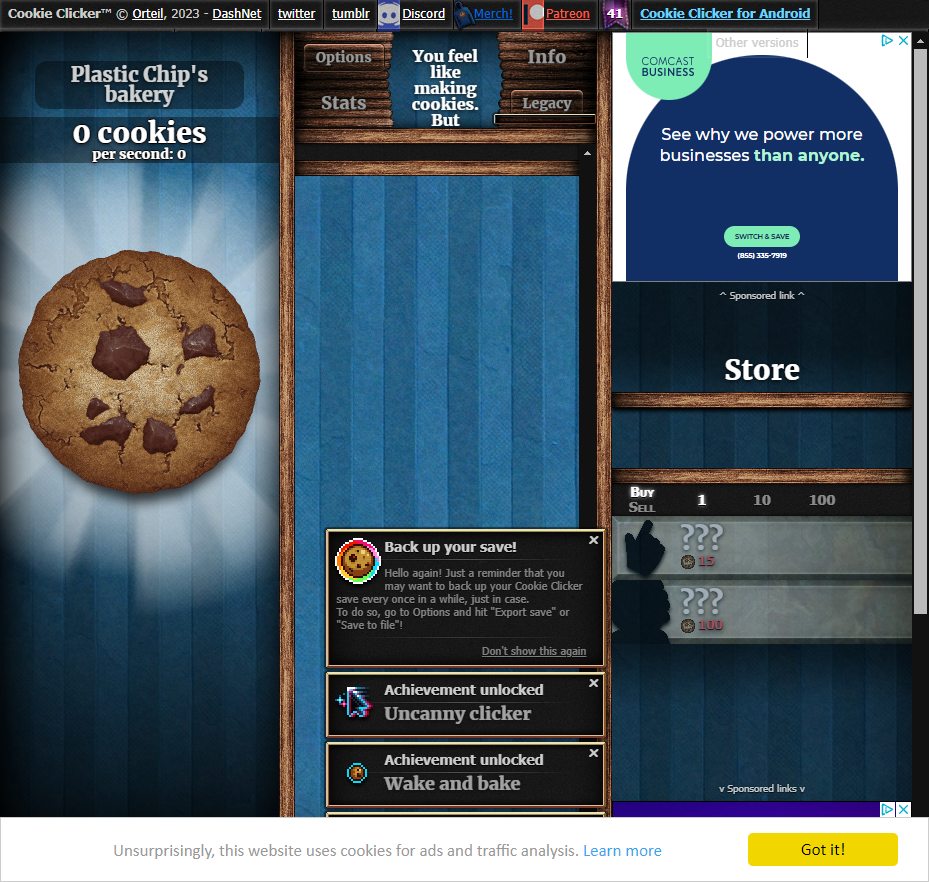 Cookie Clicker™ © Orteil, 2023 - DashNet
twitter
tumblr
Discord
Merch!
Patreon
41
Cookie Clicker for Android
Plastic Chip's
bakery
0 cookies
per second: 0
Options
Stats
You feel
like
making
cookies.
But
Info
Legacy
Other versions
COMCAST
BUSINESS
See why we power more
businesses than anyone.
SWITCH & SAVE
(855) 335-7919
^ Sponsored link ^
Store
Buy
Sell
1
10
100
???
15
???
100
v Sponsored links v
Back up your save!
Hello again! Just a reminder that you
may want to back up your Cookie Clicker
save every once in a while, just in case.
To do so, go to Options and hit "Export save" or
"Save to file"!
Don't show this again
Achievement unlocked
Uncanny clicker
Achievement unlocked
Wake and bake
Unsurprisingly, this website uses cookies for ads and traffic analysis. Learn more
Got it!